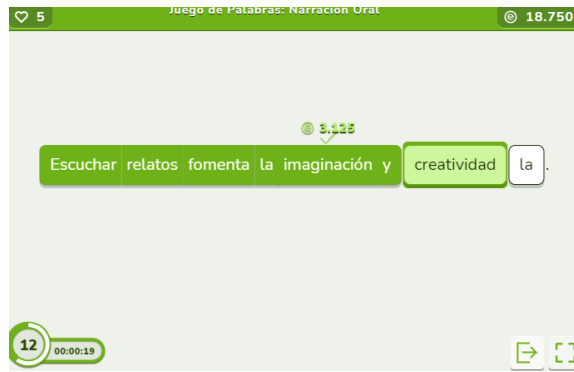 5
Juego de Palabras: Narración Oral
18.750
3.125
Escuchar relatos fomenta la imaginación y creatividad la .
12
00:00:19